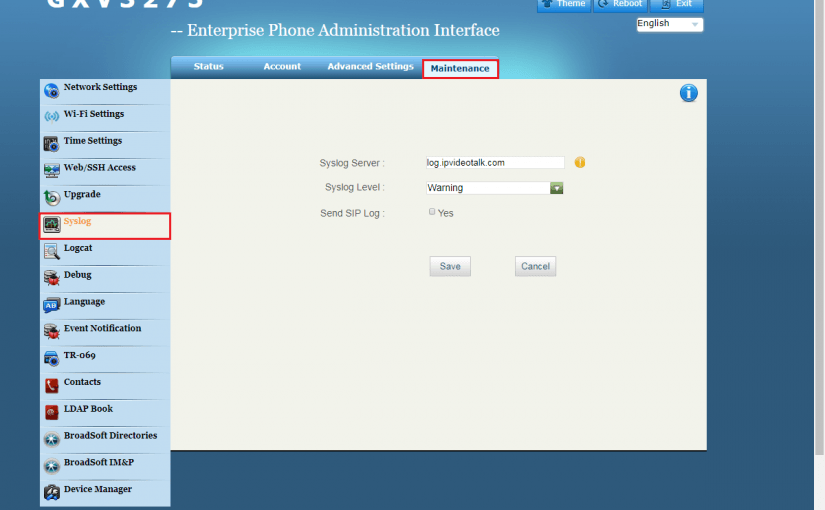 GXV3275
Theme Reboot Exit
-- Enterprise Phone Administration Interface
English
Status Account Advanced Settings Maintenance
Network Settings
Wi-Fi Settings
Time Settings
Web/SSH Access
Upgrade
Syslog
Logcat
Debug
Language
Event Notification
TR-069
Contacts
LDAP Book
BroadSoft Directories
BroadSoft IM&P
Device Manager
Syslog Server : log.ipvideotalk.com
Syslog Level : Warning
Send SIP Log : Yes
Save Cancel